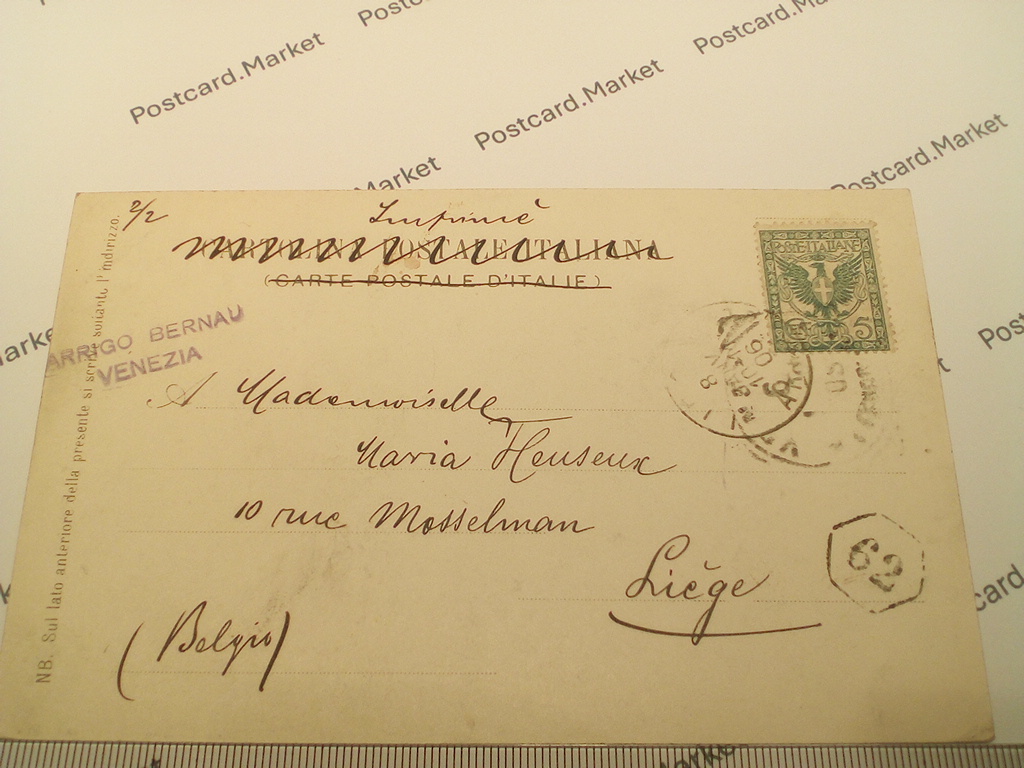 Postcard.Market
Postcard.Market
Postcard.Market
Postcard.Market
Postcard.Market
Postcard.Market
2/2
Imprimé
CARTOLINA POSTALE ITALIANA
(CARTE POSTALE D'ITALIE)
POSTE ITALIANE
5
NB. Sul lato anteriore della presente si scrive soltanto l'indirizzo.
ARRIGO BERNAU
VENEZIA
A Mademoiselle
Maria Heuseux
10 rue Mosselman
Liège
62
(Belgio)